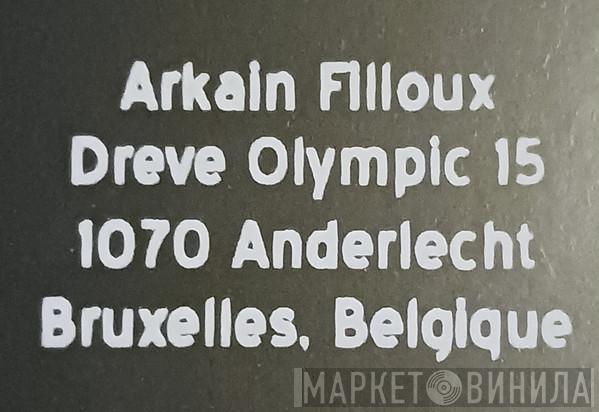 Arkain Filloux
Dreve Olympic 15
1070 Anderlecht
Bruxelles, Belgique
МАРКЕТ ВИНИЛА